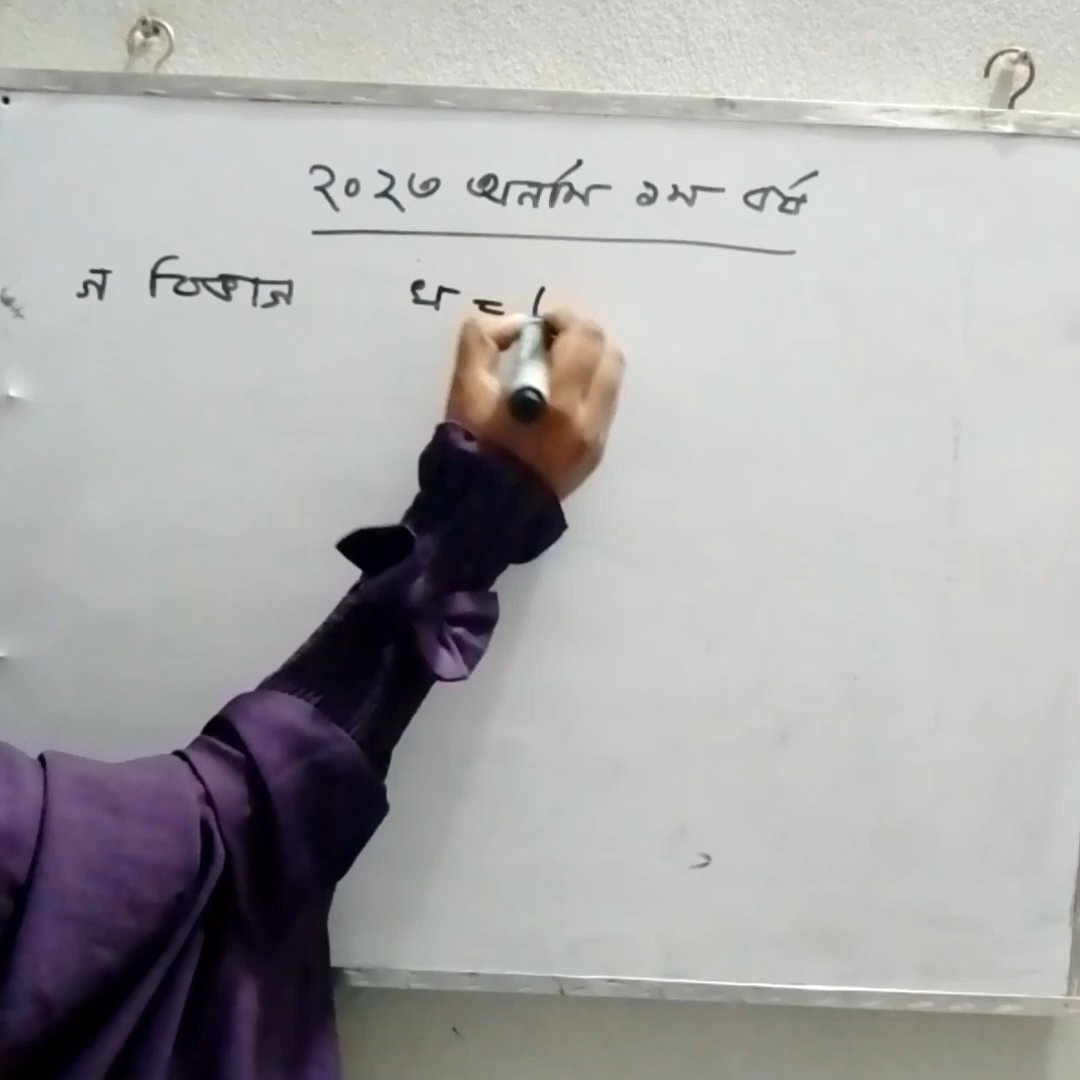 ২০২৩ অনার্স ১ম বর্ষ
ন বিভাগ খ = (